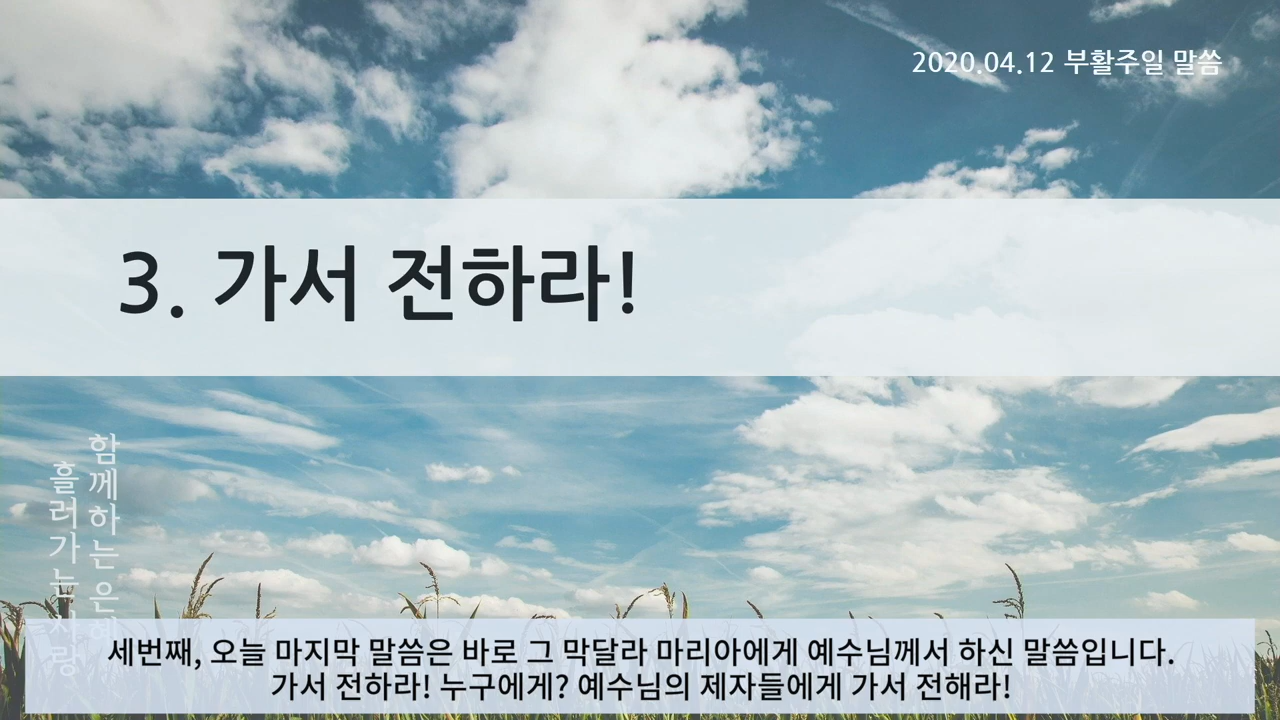 2020.04.12 부활주일 말씀
3. 가서 전하라!
함께하는 은혜
흘러가는 사랑
세번째, 오늘 마지막 말씀은 바로 그 막달라 마리아에게 예수님께서 하신 말씀입니다.
가서 전하라! 누구에게? 예수님의 제자들에게 가서 전해라!